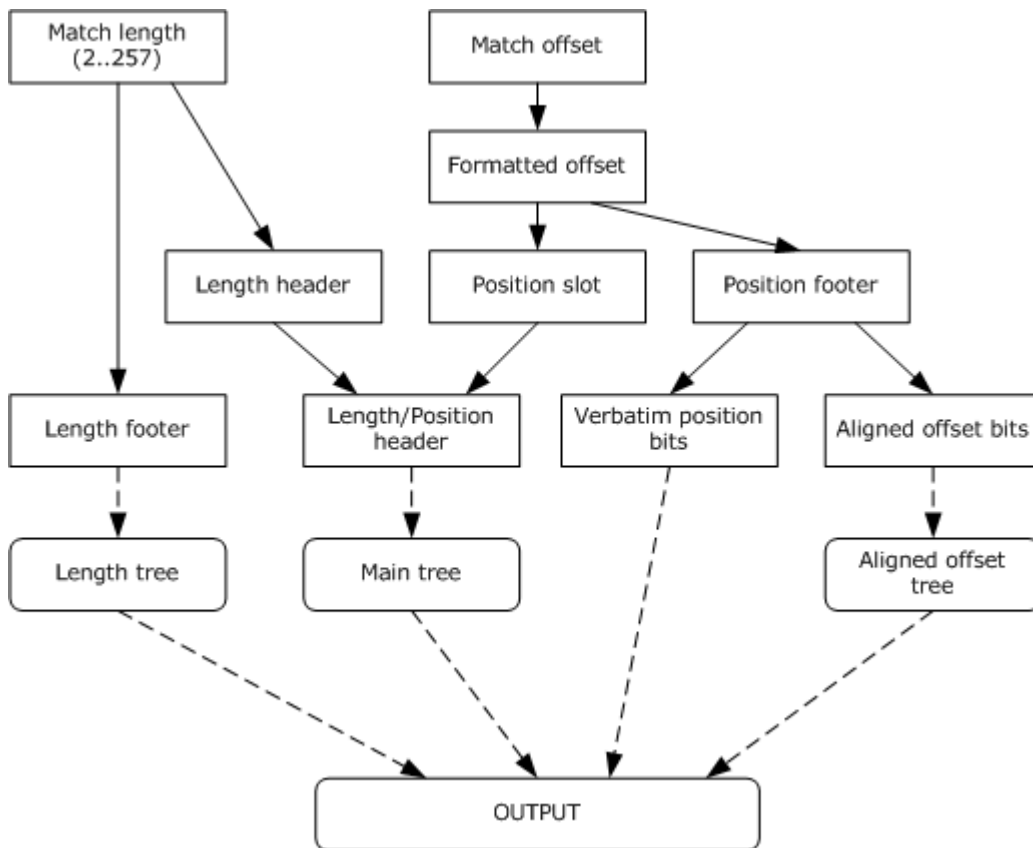 Match length
(2..257)
Match offset
Formatted offset
Length header
Position slot
Position footer
Length footer
Length/Position
header
Verbatim position
bits
Aligned offset bits
Length tree
Main tree
Aligned offset
tree
OUTPUT